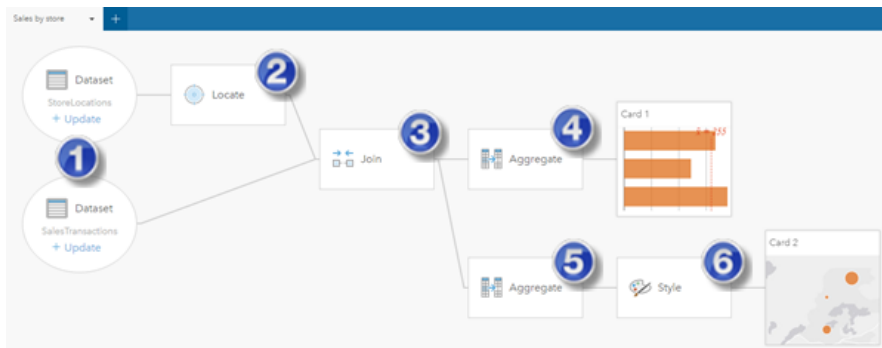 Sales by store
+
Dataset
StoreLocations
+ Update
2
Locate
1
Dataset
SalesTransactions
+ Update
3
Join
4
Aggregate
Card 1
x̄ = 255
5
Aggregate
6
Style
Card 2